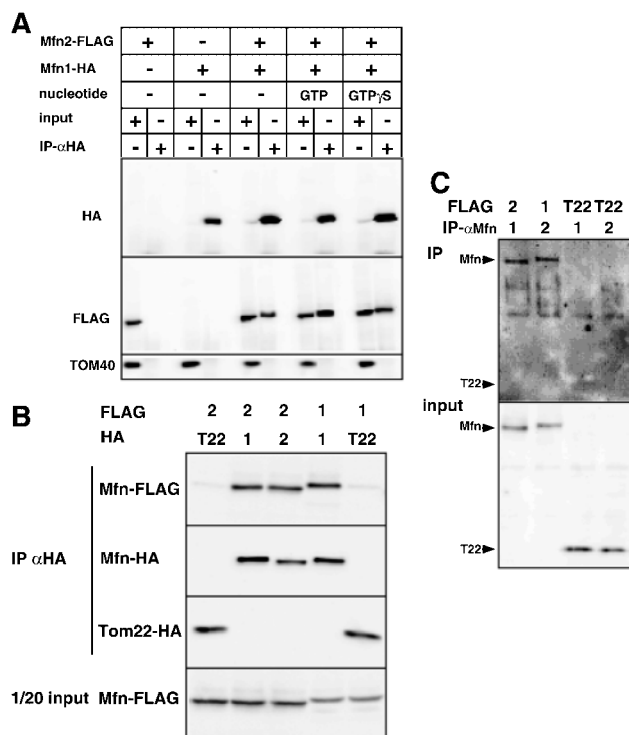 A
Mfn2-FLAG + - + + +
Mfn1-HA - + + + +
nucleotide - - - GTP GTPγS
input + - + - + - + - + -
IP-αHA - + - + - + - + - +
HA
FLAG
TOM40
B
FLAG 2 2 2 1 1
HA T22 1 2 1 T22
IP αHA
Mfn-FLAG
Mfn-HA
Tom22-HA
1/20 input Mfn-FLAG
C
FLAG 2 1 T22 T22
IP-αMfn 1 2 1 2
IP
Mfn
T22
input
Mfn
T22